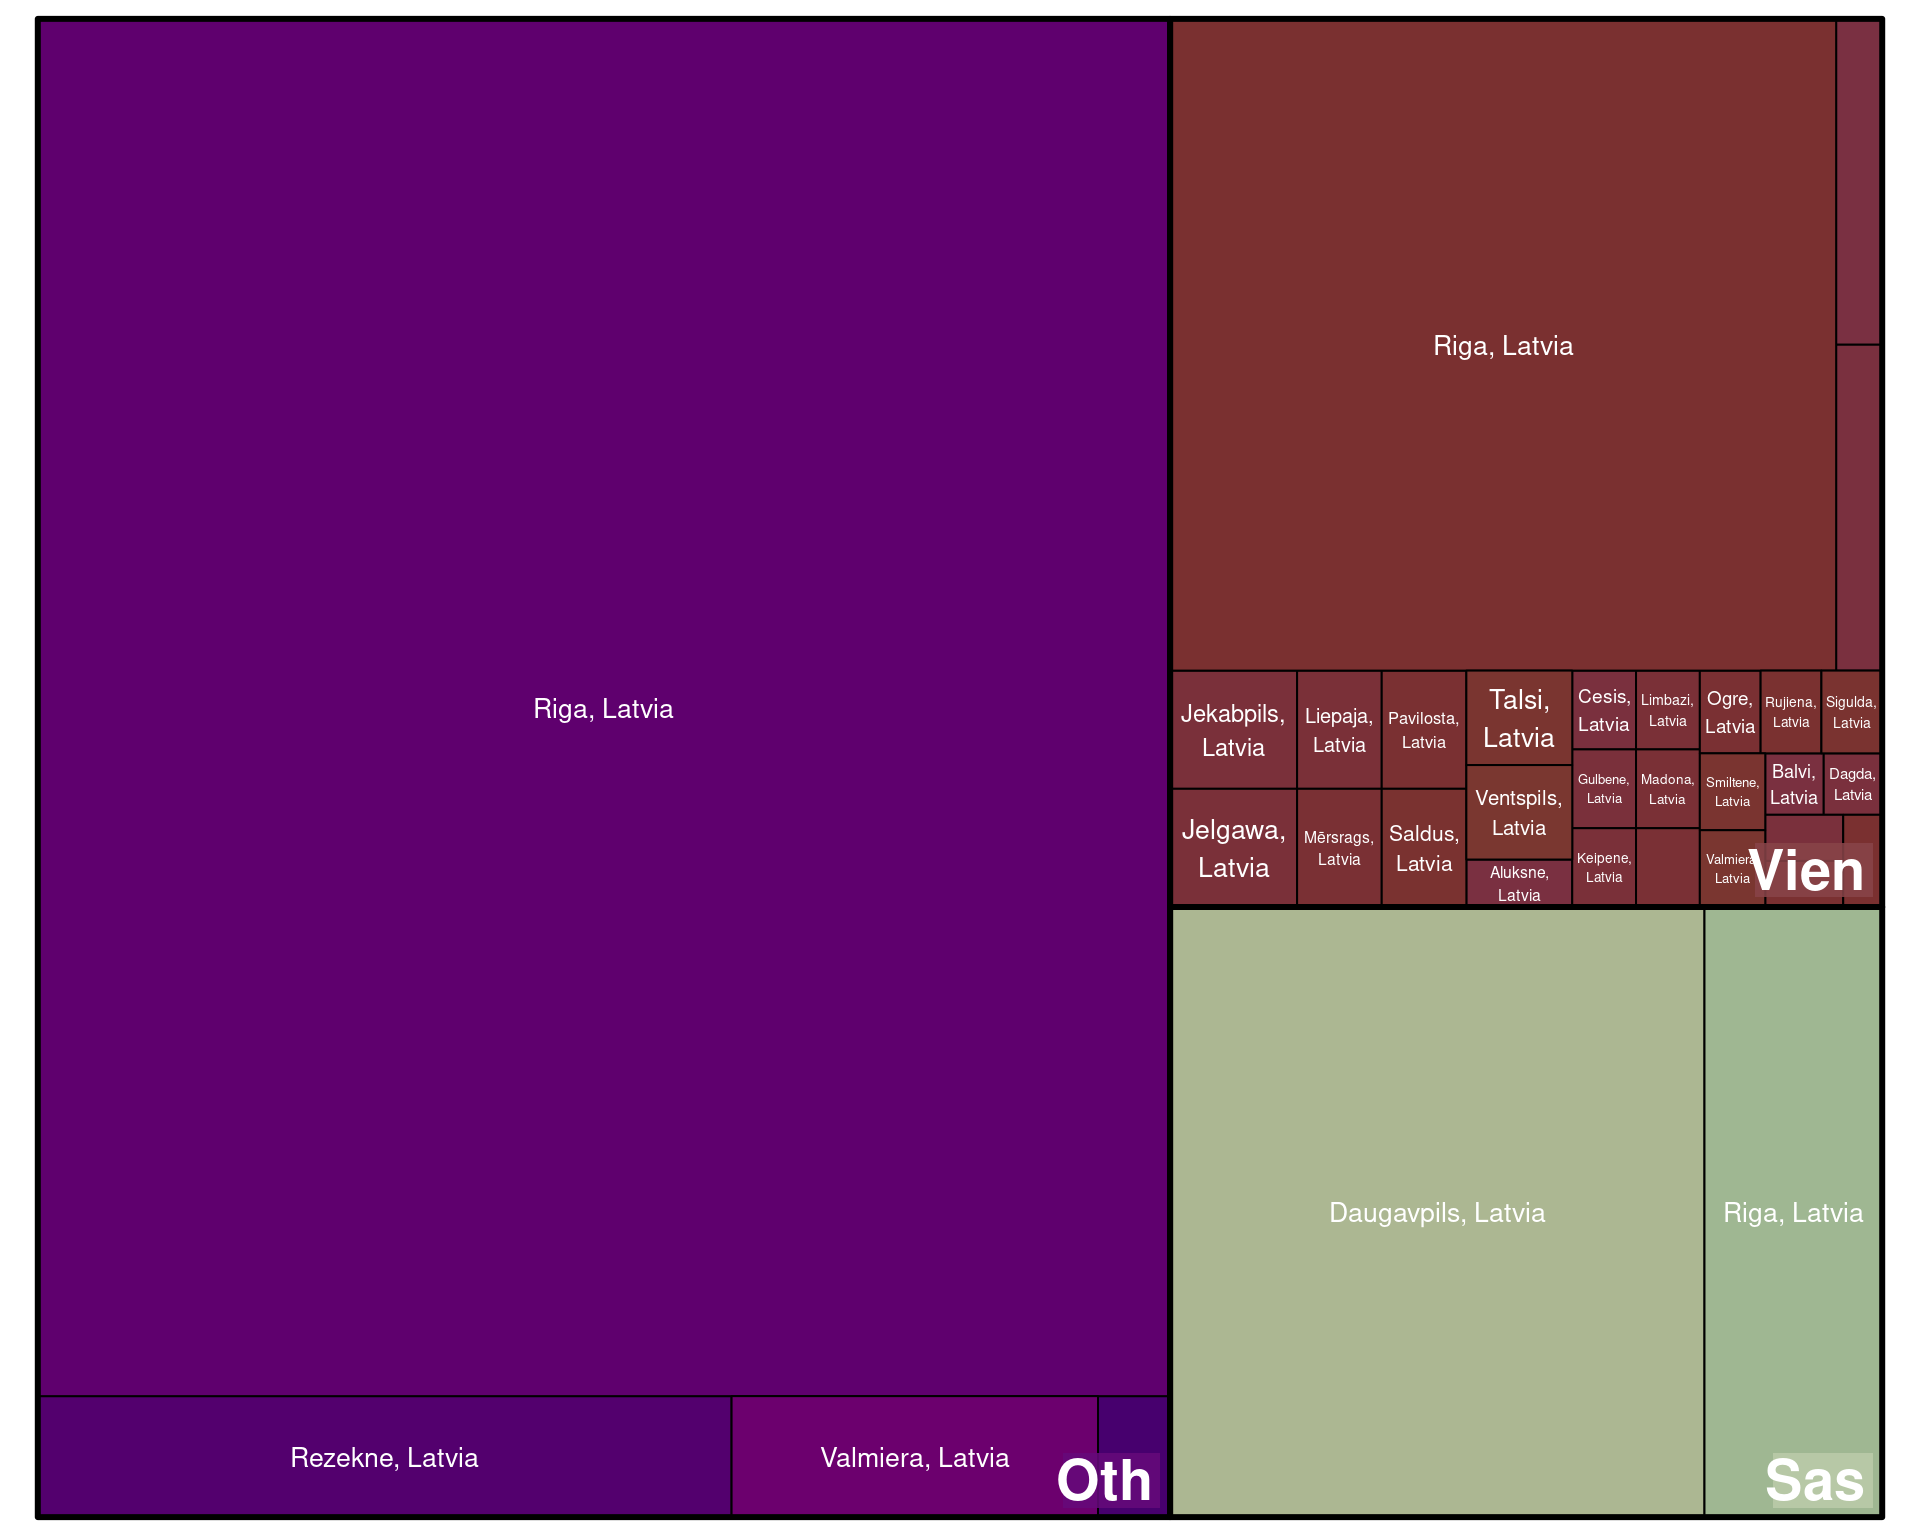 Riga, Latvia
Rezekne, Latvia
Valmiera, Latvia
Oth
Riga, Latvia
Jekabpils,
Latvia
Liepaja,
Latvia
Pavilosta,
Latvia
Talsi,
Latvia
Cesis,
Latvia
Limbazi,
Latvia
Ogre,
Latvia
Rujiena,
Latvia
Sigulda,
Latvia
Jelgawa,
Latvia
Mērsrags,
Latvia
Saldus,
Latvia
Ventspils,
Latvia
Aluksne,
Latvia
Gulbene,
Latvia
Madona,
Latvia
Keipene,
Latvia
Smiltene,
Latvia
Balvi,
Latvia
Dagda,
Latvia
Valmiera,
Latvia
Vien
Daugavpils, Latvia
Riga, Latvia
Sas